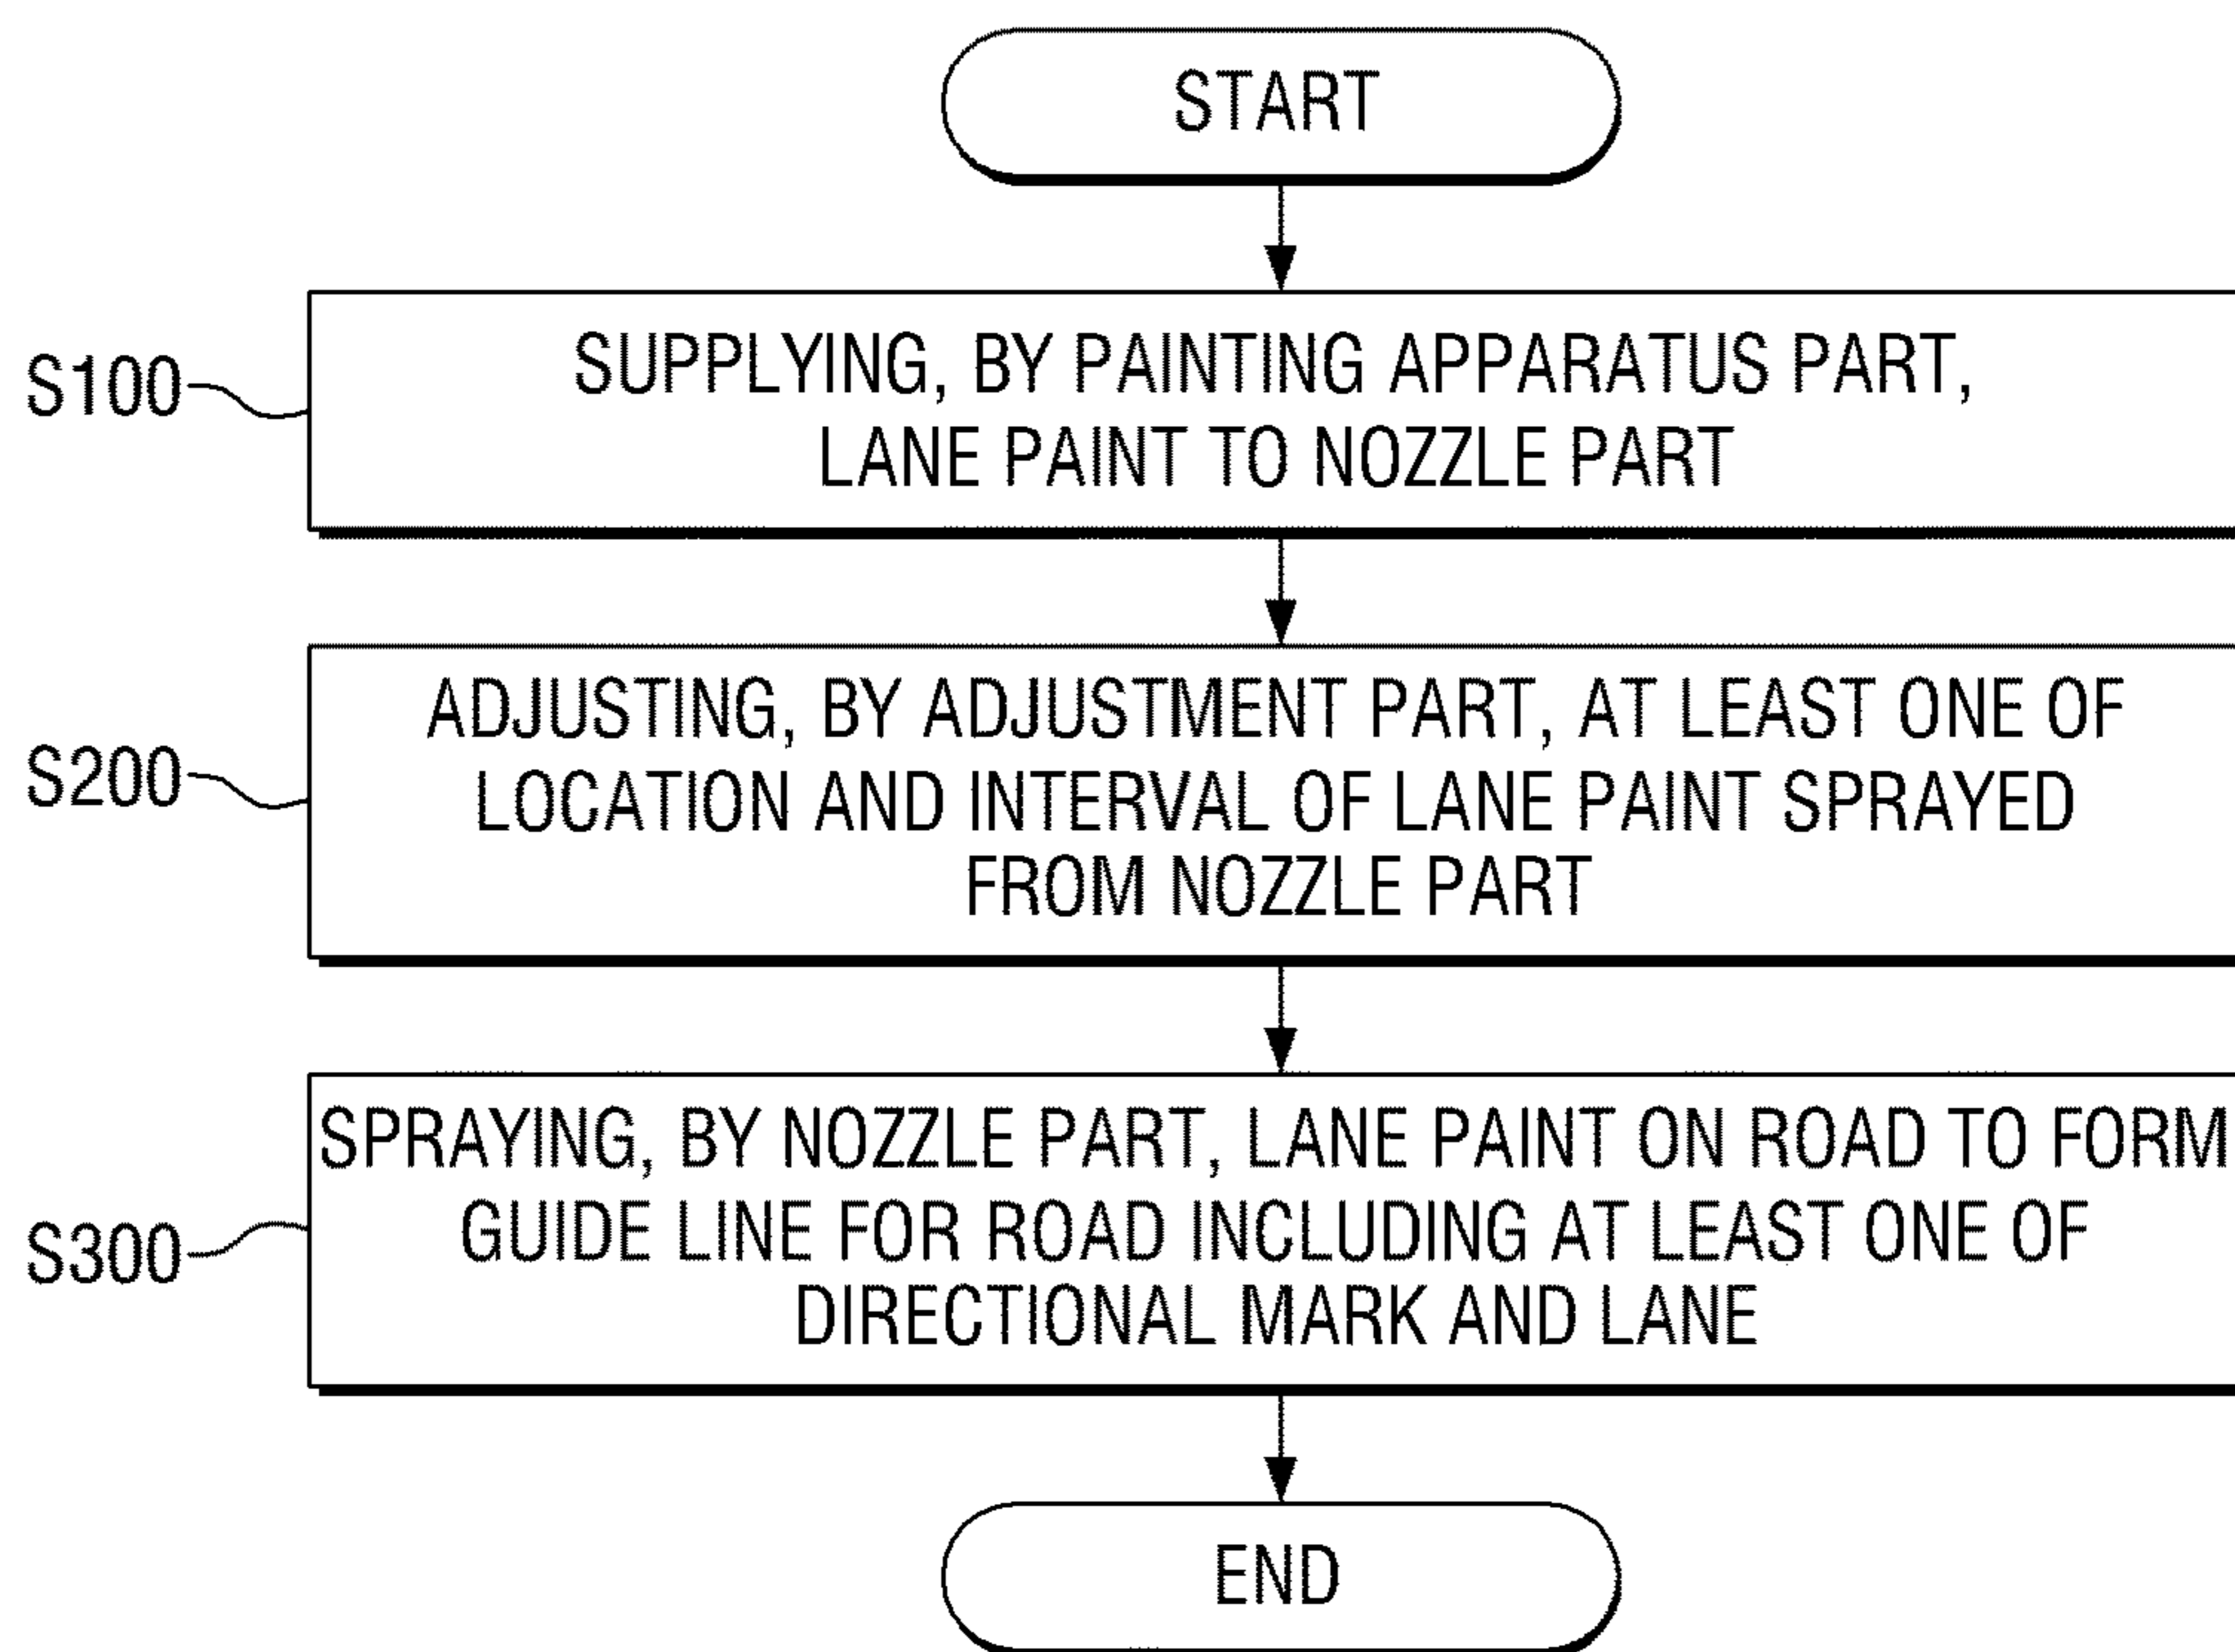 START
S100
SUPPLYING, BY PAINTING APPARATUS PART,
LANE PAINT TO NOZZLE PART
S200
ADJUSTING, BY ADJUSTMENT PART, AT LEAST ONE OF
LOCATION AND INTERVAL OF LANE PAINT SPRAYED
FROM NOZZLE PART
S300
SPRAYING, BY NOZZLE PART, LANE PAINT ON ROAD TO FORM
GUIDE LINE FOR ROAD INCLUDING AT LEAST ONE OF
DIRECTIONAL MARK AND LANE
END